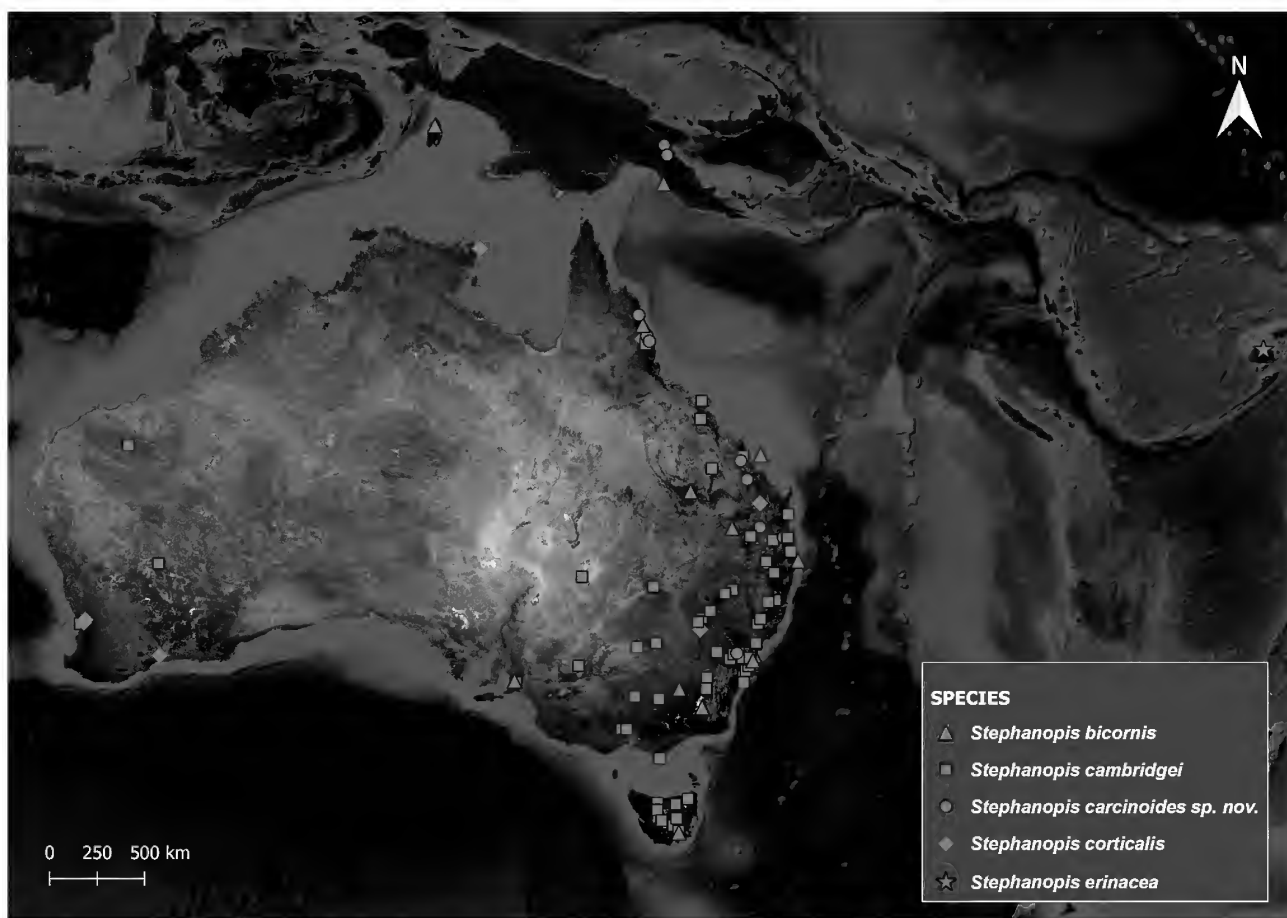 N
SPECIES
Stephanopis bicornis
Stephanopis cambridgei
Stephanopis carcinoides sp. nov.
Stephanopis corticalis
Stephanopis erinacea
0 250 500 km